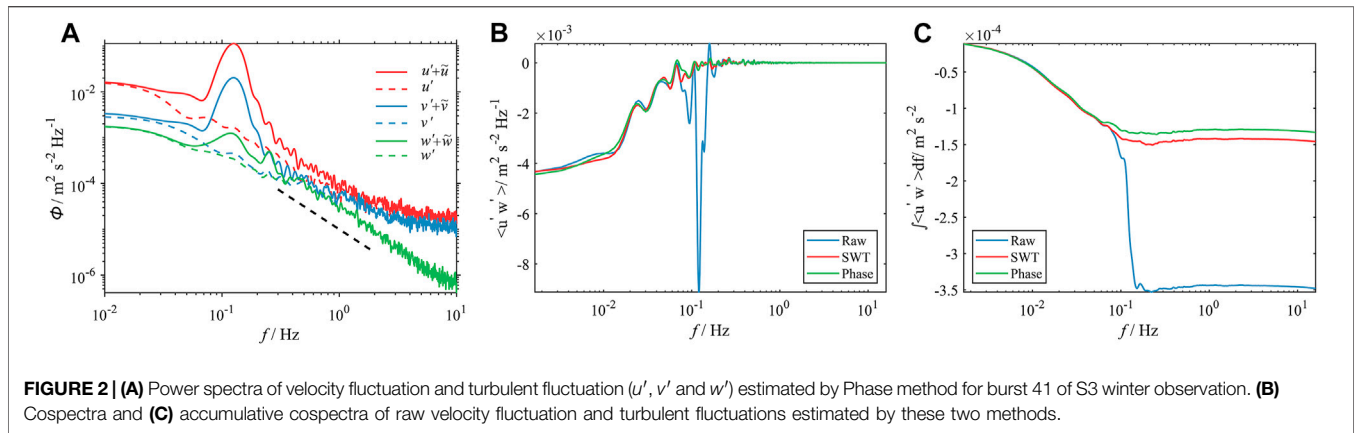 A
B
C
10⁻²
10⁻⁴
10⁻⁶
Φ / m² s⁻² Hz⁻¹
u′+ũ
u′
v′+ṽ
v′
w′+w̃
w′
10⁻² 10⁻¹ 10⁰ 10¹
f / Hz
×10⁻³
0
-2
-4
-6
-8
<u′w′>/ m² s⁻² Hz⁻¹
Raw
SWT
Phase
10⁻² 10⁻¹ 10⁰ 10¹
f / Hz
×10⁻⁴
-0.5
-1
-1.5
-2
-2.5
-3
-3.5
∫<u′w′>df/ m² s⁻²
Raw
SWT
Phase
10⁻² 10⁻¹ 10⁰ 10¹
f / Hz
FIGURE 2 | (A) Power spectra of velocity fluctuation and turbulent fluctuation (u′, v′ and w′) estimated by Phase method for burst 41 of S3 winter observation. (B)
Cospectra and (C) accumulative cospectra of raw velocity fluctuation and turbulent fluctuations estimated by these two methods.